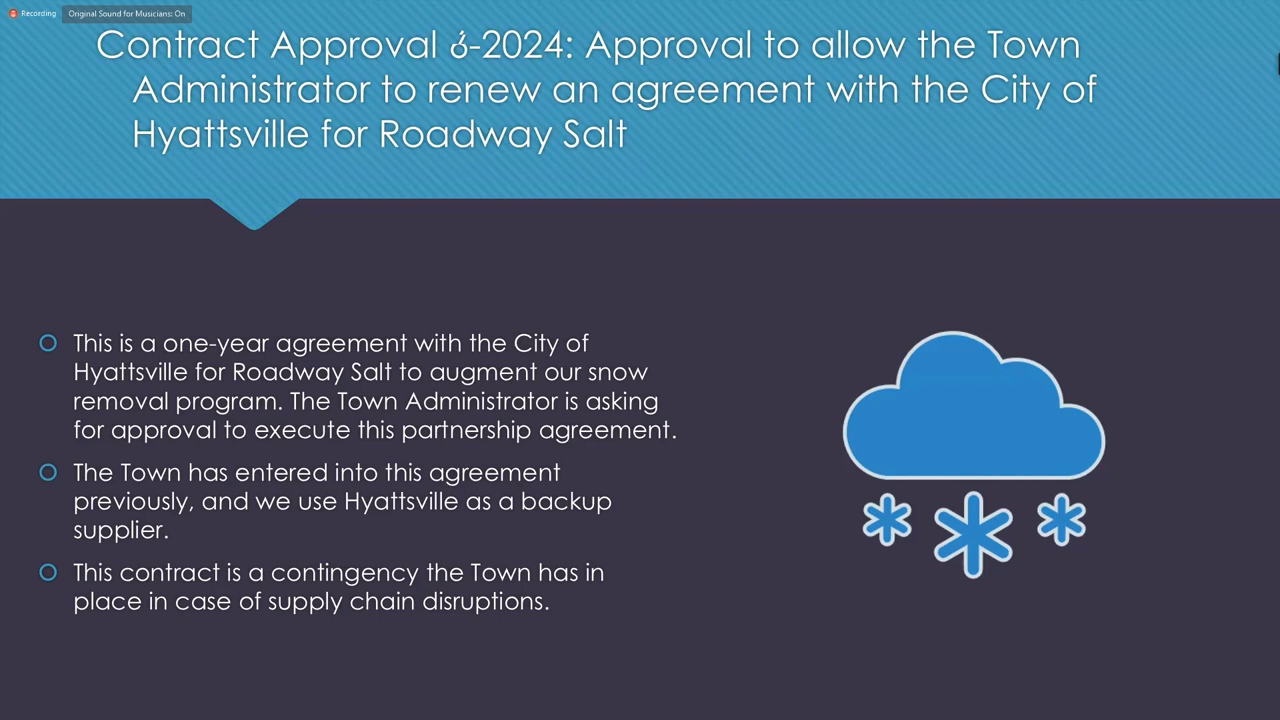 Recording
Original Sound for Musicians: On
Contract Approval 6-2024: Approval to allow the Town
Administrator to renew an agreement with the City of
Hyattsville for Roadway Salt
This is a one-year agreement with the City of
Hyattsville for Roadway Salt to augment our snow
removal program. The Town Administrator is asking
for approval to execute this partnership agreement.
The Town has entered into this agreement
previously, and we use Hyattsville as a backup
supplier.
This contract is a contingency the Town has in
place in case of supply chain disruptions.